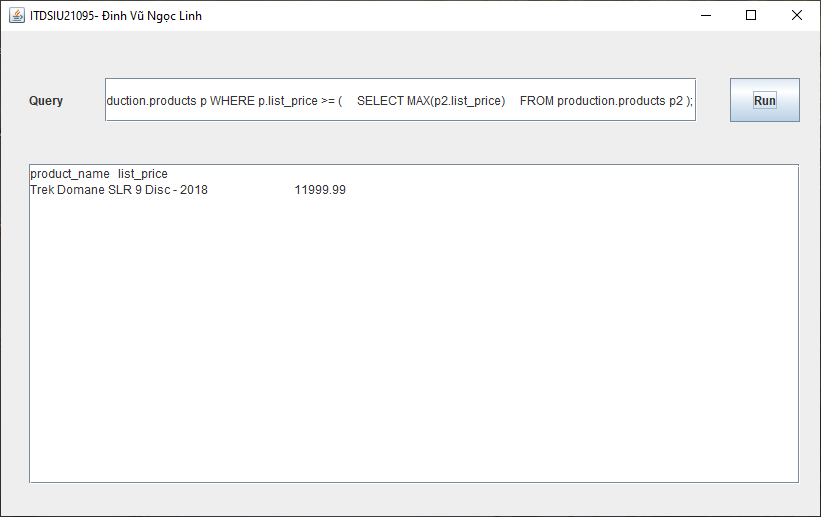 ITDSIU21095- Đinh Vũ Ngọc Linh
Query
duction.products p WHERE p.list_price >= ( SELECT MAX(p2.list_price) FROM production.products p2 );
Run
product_name list_price
Trek Domane SLR 9 Disc - 2018 11999.99